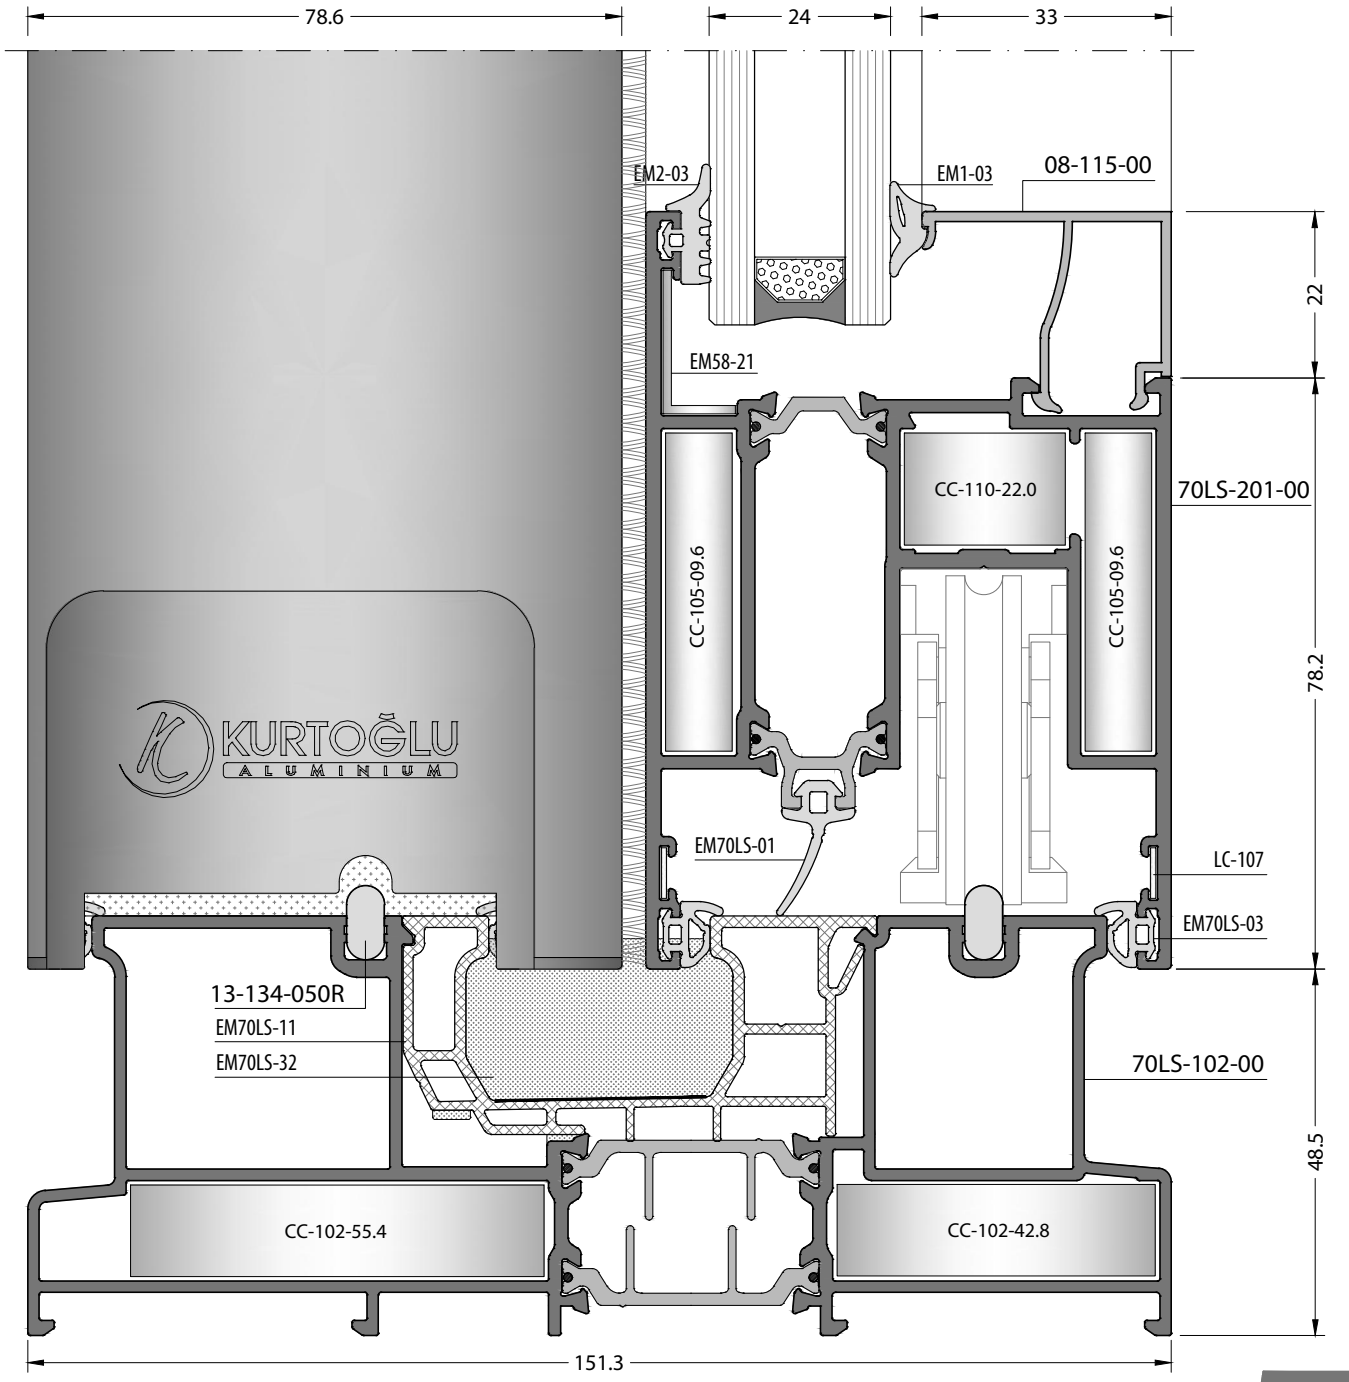 78.6
24
33
EM2-03
EM1-03
08-115-00
22
EM58-21
CC-110-22.0
70LS-201-00
CC-105-09.6
CC-105-09.6
78.2
KURTOĞLU
ALUMINIUM
EM70LS-01
LC-107
EM70LS-03
13-134-050R
EM70LS-11
EM70LS-32
70LS-102-00
48.5
CC-102-55.4
CC-102-42.8
151.3